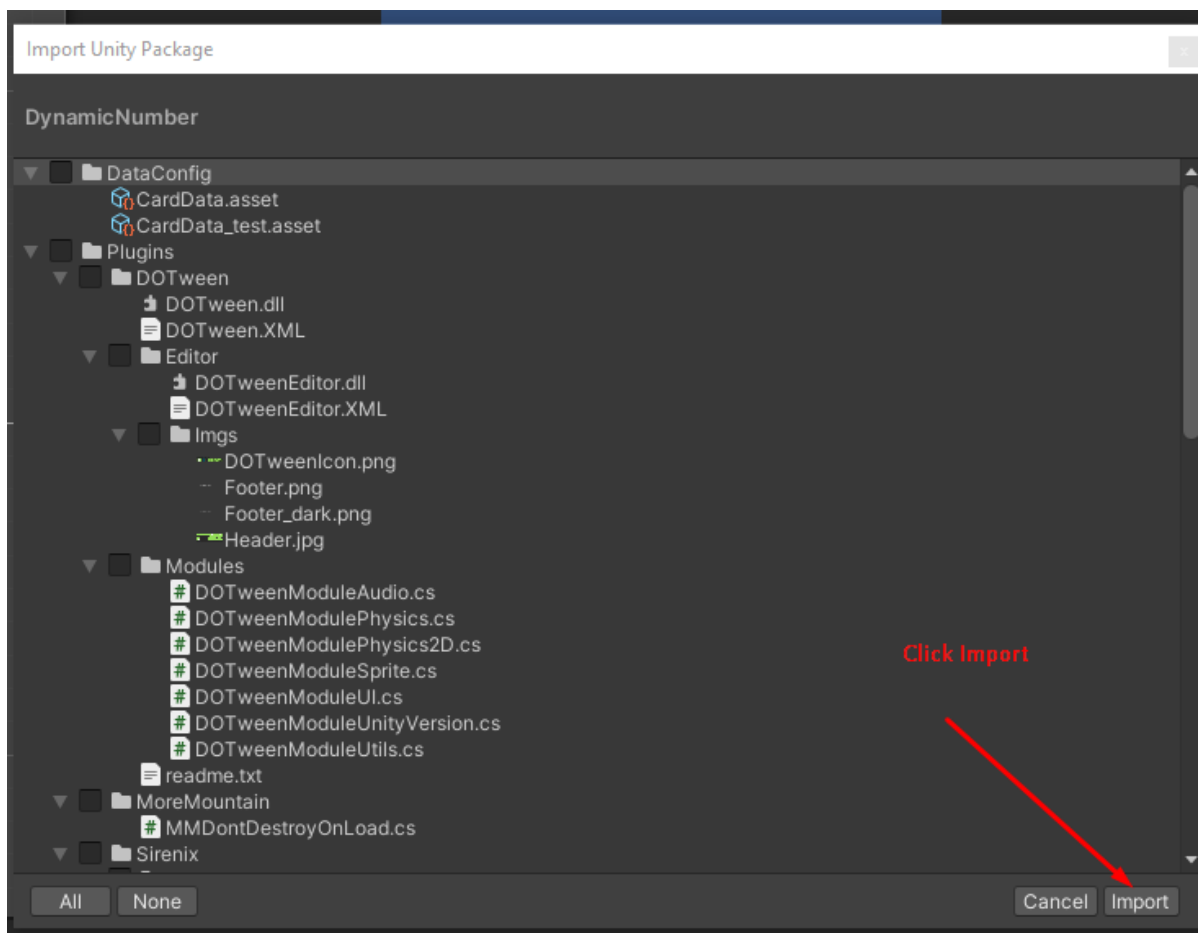 Import Unity Package
x
DynamicNumber
DataConfig
CardData.asset
CardData_test.asset
Plugins
DOTween
DOTween.dll
DOTween.XML
Editor
DOTweenEditor.dll
DOTweenEditor.XML
Imgs
DOTweenIcon.png
Footer.png
Footer_dark.png
Header.jpg
Modules
DOTweenModuleAudio.cs
DOTweenModulePhysics.cs
DOTweenModulePhysics2D.cs
DOTweenModuleSprite.cs
DOTweenModuleUI.cs
DOTweenModuleUnityVersion.cs
DOTweenModuleUtils.cs
readme.txt
MoreMountain
MMDontDestroyOnLoad.cs
Sirenix
Click Import
All None Cancel Import